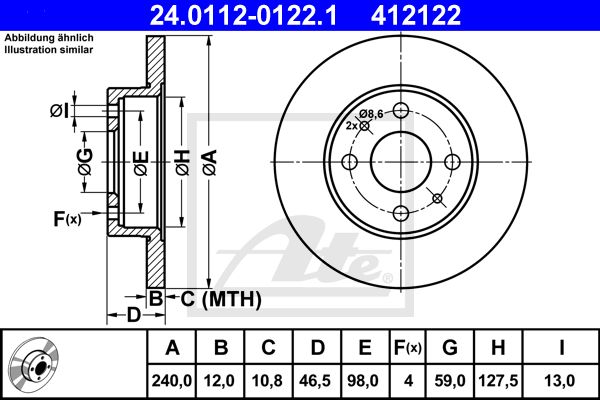 24.0112-0122.1 412122
Abbildung ähnlich
Illustration similar
ØI
ØG
ØE
ØH
ØA
F(x)
B
C (MTH)
D
Ø8,6
2x
Ate
®
A B C D E F(x) G H I
240,0 12,0 10,8 46,5 98,0 4 59,0 127,5 13,0